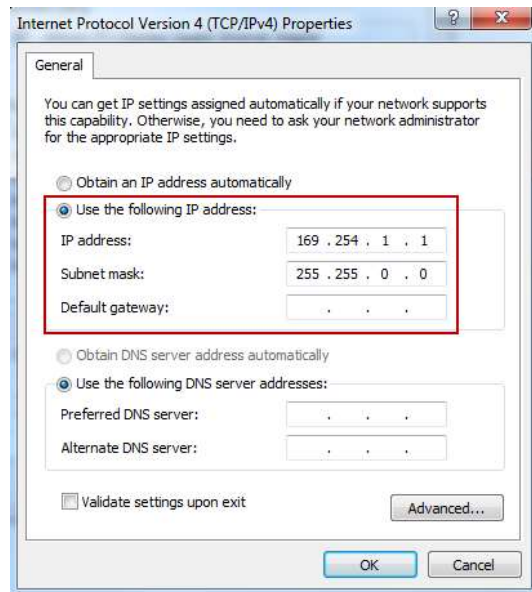 Internet Protocol Version 4 (TCP/IPv4) Properties
General
You can get IP settings assigned automatically if your network supports
this capability. Otherwise, you need to ask your network administrator
for the appropriate IP settings.
Obtain an IP address automatically
Use the following IP address:
IP address: 169 . 254 . 1 . 1
Subnet mask: 255 . 255 . 0 . 0
Default gateway: . . .
Obtain DNS server address automatically
Use the following DNS server addresses:
Preferred DNS server: . . .
Alternate DNS server: . . .
Validate settings upon exit
Advanced...
OK Cancel